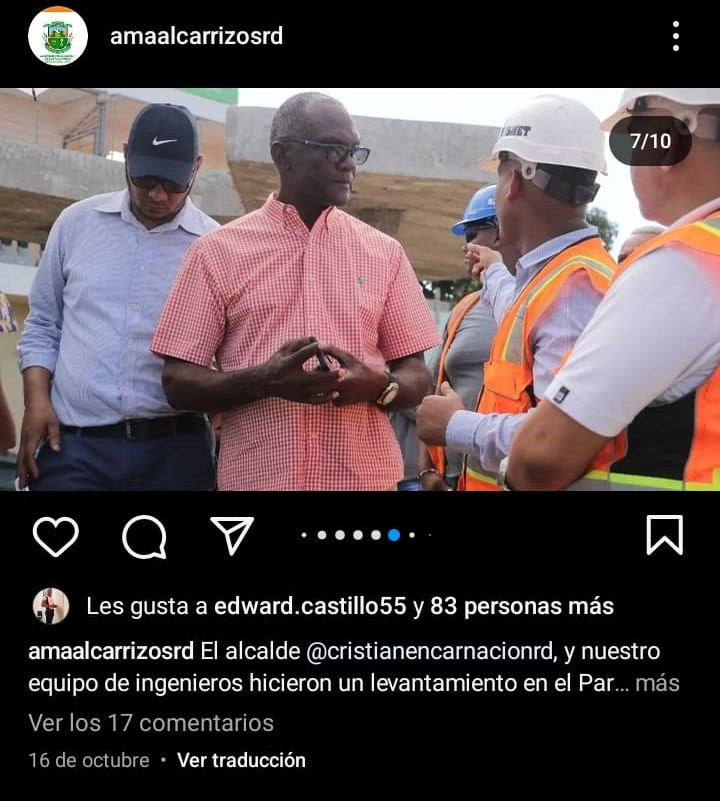 amaalcarrizosrd
7/10
Les gusta a edward.castillo55 y 83 personas más
amaalcarrizosrd El alcalde @cristianencarnacionrd, y nuestro
equipo de ingenieros hicieron un levantamiento en el Par... más
Ver los 17 comentarios
16 de octubre • Ver traducción